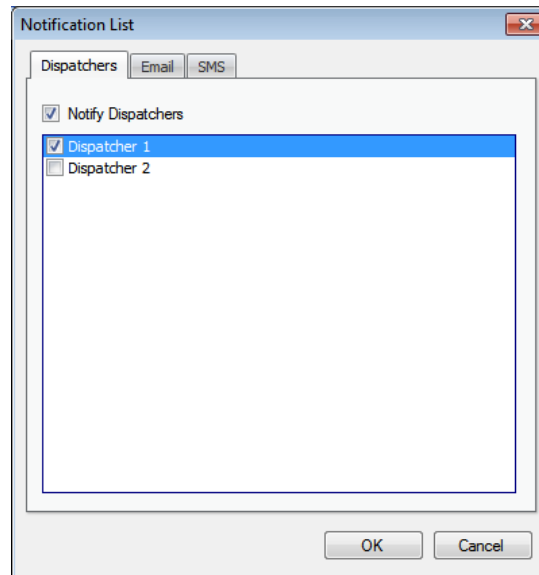 Notification List
Dispatchers Email SMS
Notify Dispatchers
Dispatcher 1
Dispatcher 2
OK Cancel